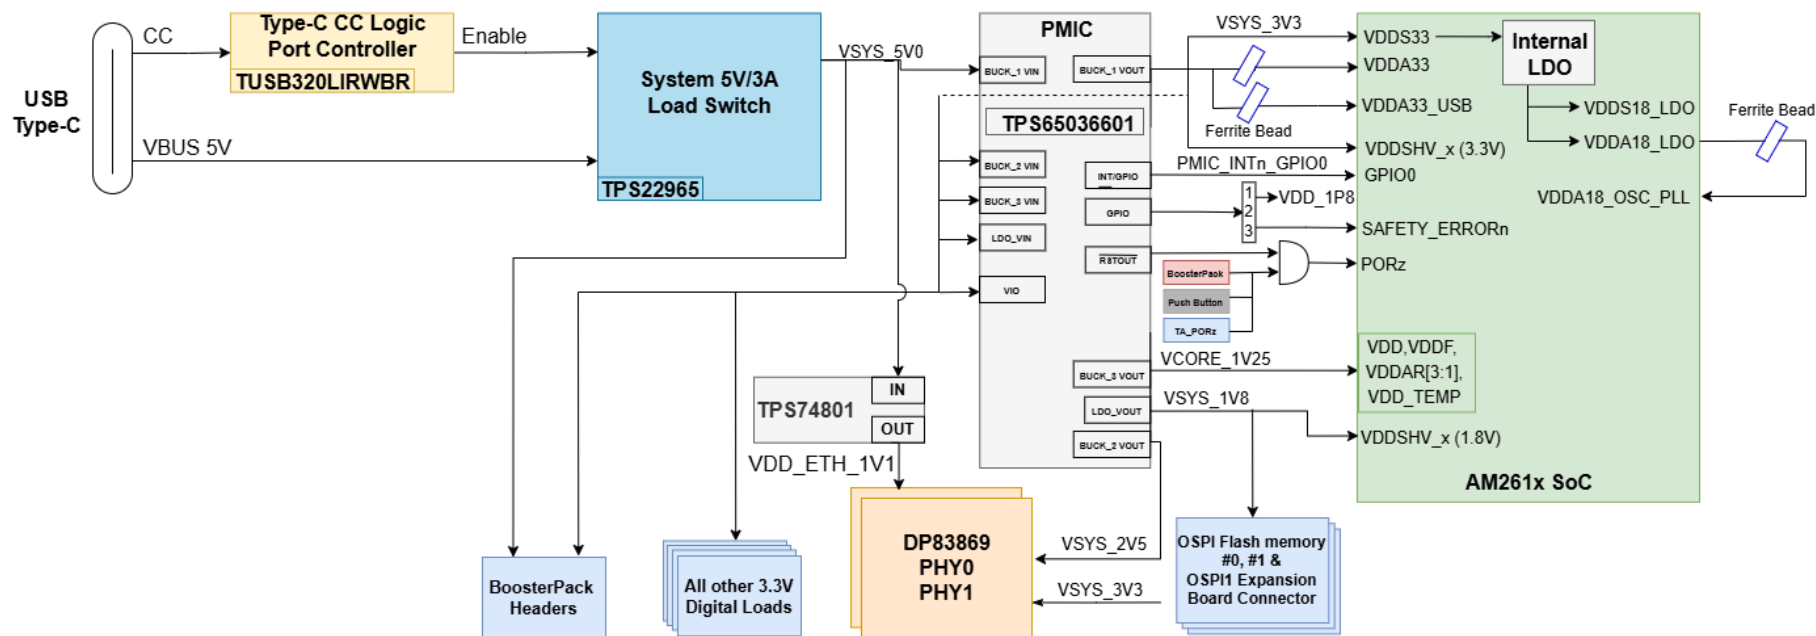 USB
Type-C
CC
VBUS 5V
Type-C CC Logic
Port Controller
TUSB320LIRWBR
Enable
System 5V/3A
Load Switch
TPS22965
VSYS_5V0
PMIC
BUCK_1 VIN
BUCK_1 VOUT
TPS65036601
BUCK_2 VIN
BUCK_3 VIN
LDO_VIN
VIO
INT/GPIO
GPIO
RSTOUT
BUCK_3 VOUT
LDO_VOUT
BUCK_2 VOUT
VSYS_3V3
Ferrite Bead
PMIC_INTn_GPIO0
1
2
3
VDD_1P8
BoosterPack
Push Button
TA_PORz
VCORE_1V25
VSYS_1V8
VDDS33
VDDA33
VDDA33_USB
VDDSHV_x (3.3V)
GPIO0
SAFETY_ERRORn
PORz
VDD,VDDF,
VDDAR[3:1],
VDD_TEMP
VDDSHV_x (1.8V)
Internal
LDO
VDDS18_LDO
VDDA18_LDO
VDDA18_OSC_PLL
Ferrite Bead
AM261x SoC
TPS74801
IN
OUT
VDD_ETH_1V1
DP83869
PHY0
PHY1
VSYS_2V5
VSYS_3V3
BoosterPack
Headers
All other 3.3V
Digital Loads
OSPI Flash memory
#0, #1 &
OSPI1 Expansion
Board Connector